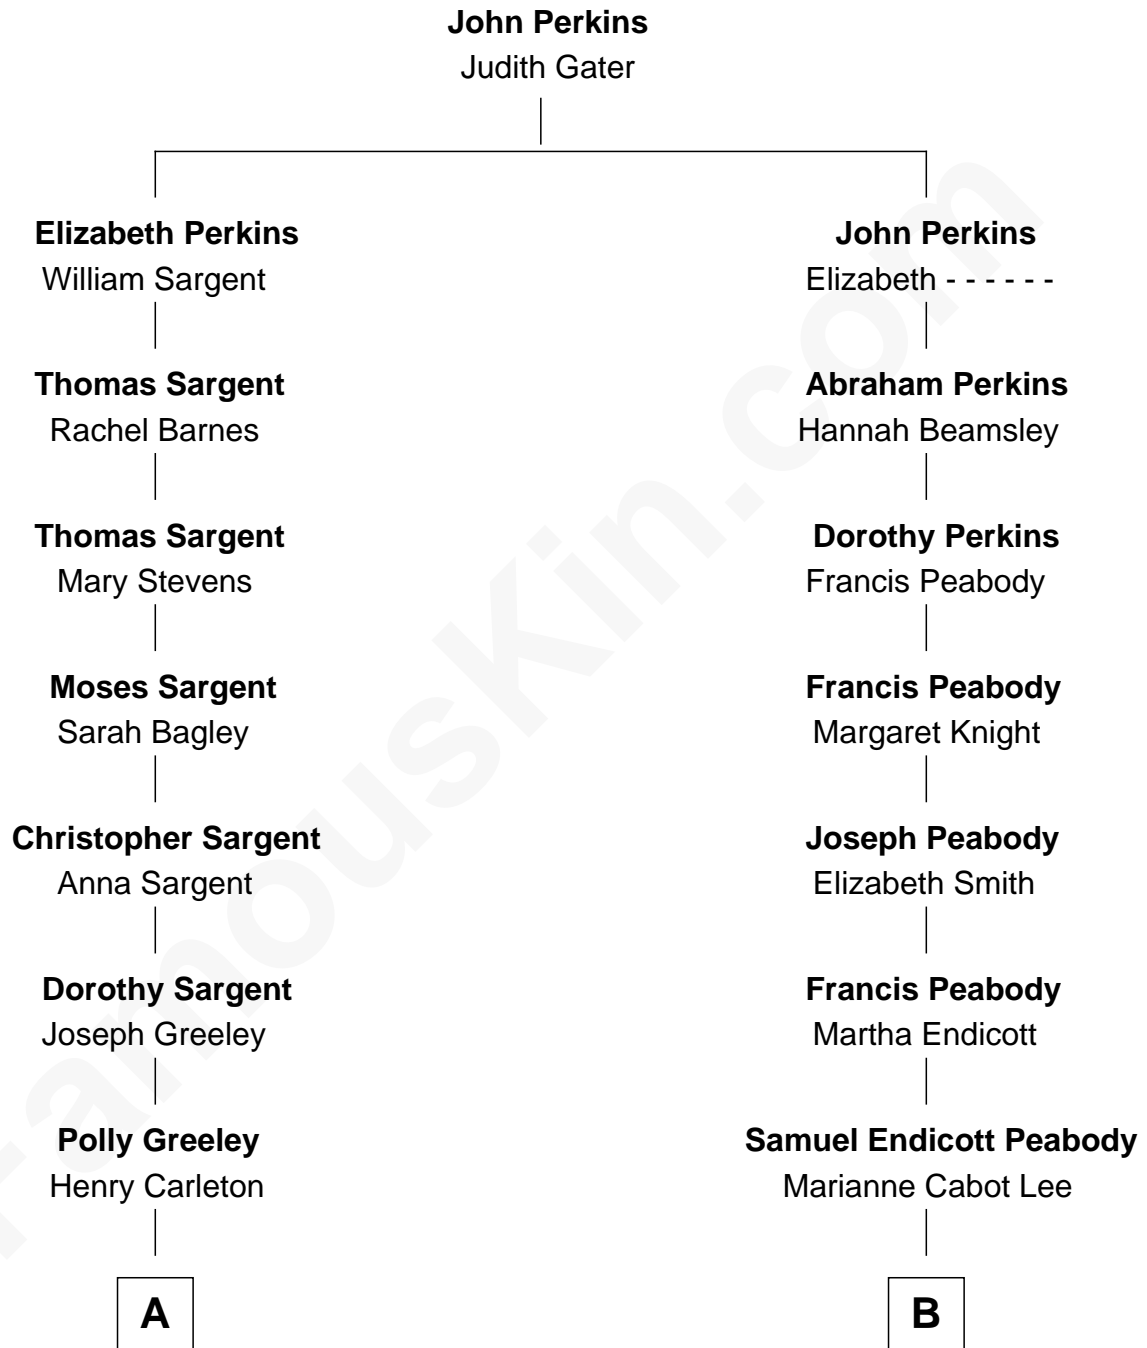 John Perkins
Judith Gater
Elizabeth Perkins
William Sargent
John Perkins
Elizabeth - - - - - -
Thomas Sargent
Rachel Barnes
Abraham Perkins
Hannah Beamsley
Thomas Sargent
Mary Stevens
Dorothy Perkins
Francis Peabody
Moses Sargent
Sarah Bagley
Francis Peabody
Margaret Knight
Christopher Sargent
Anna Sargent
Joseph Peabody
Elizabeth Smith
Dorothy Sargent
Joseph Greeley
Francis Peabody
Martha Endicott
Polly Greeley
Henry Carleton
Samuel Endicott Peabody
Marianne Cabot Lee
A
B
FamousKin.com